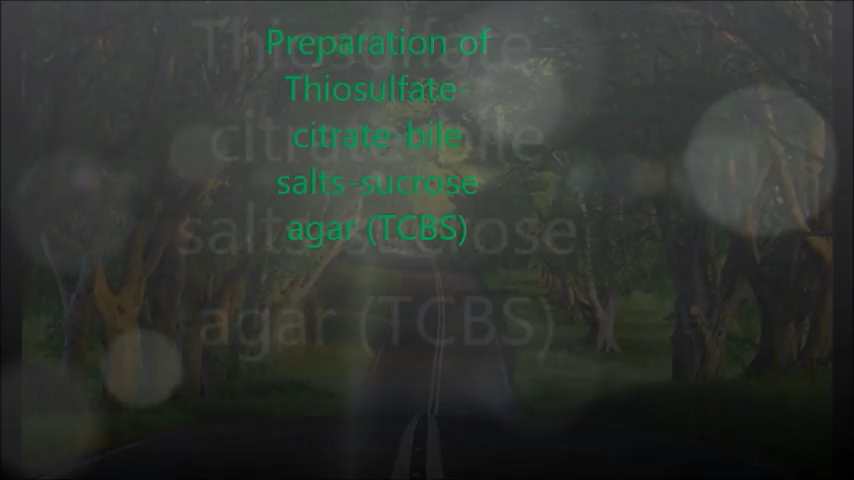 Preparation of
Thiosulfate-
citrate-bile
salts-sucrose
agar (TCBS)